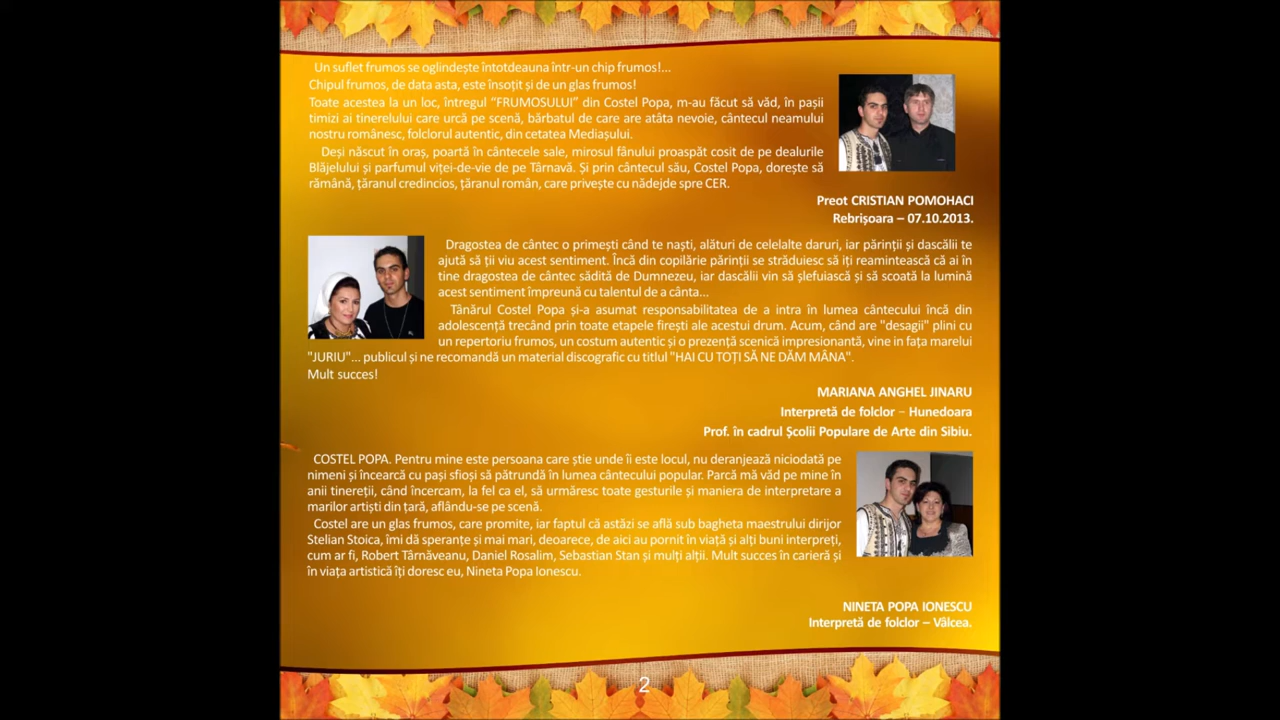 Un suflet frumos se oglindește întotdeauna într-un chip frumos!...
Chipul frumos, de data asta, este însoțit și de un glas frumos!
Toate acestea la un loc, întregul “FRUMOSULUI” din Costel Popa, m-au făcut să văd, în pașii
timizi ai tinerelului care urcă pe scenă, bărbatul de care are atâta nevoie, cântecul neamului
nostru românesc, folclorul autentic, din cetatea Mediașului.
Deși născut în oraș, poartă în cântecele sale, mirosul fânului proaspăt cosit de pe dealurile
Blăjelului și parfumul viței-de-vie de pe Târnavă. Și prin cântecul său, Costel Popa, dorește să
rămână, țăranul credincios, țăranul român, care privește cu nădejde spre CER.
Preot CRISTIAN POMOHACI
Rebrișoara – 07.10.2013.
Dragostea de cântec o primești când te naști, alături de celelalte daruri, iar părinții și dascălii te
ajută să ții viu acest sentiment. Încă din copilărie părinții se străduiesc să iți reamintească că ai în
tine dragostea de cântec sădită de Dumnezeu, iar dascălii vin să șlefuiască și să scoată la lumină
acest sentiment împreună cu talentul de a cânta...
Tânărul Costel Popa și-a asumat responsabilitatea de a intra în lumea cântecului încă din
adolescență trecând prin toate etapele firești ale acestui drum. Acum, când are "desagii" plini cu
un repertoriu frumos, un costum autentic și o prezență scenică impresionantă, vine in fața marelui
"JURIU"... publicul și ne recomandă un material discografic cu titlul "HAI CU TOȚI SĂ NE DĂM MÂNA".
Mult succes!
MARIANA ANGHEL JINARU
Interpretă de folclor – Hunedoara
Prof. în cadrul Școlii Populare de Arte din Sibiu.
COSTEL POPA. Pentru mine este persoana care știe unde îi este locul, nu deranjează niciodată pe
nimeni și încearcă cu pași sfioși să pătrundă în lumea cântecului popular. Parcă mă văd pe mine în
anii tinereții, când încercam, la fel ca el, să urmăresc toate gesturile și maniera de interpretare a
marilor artiști din țară, aflându-se pe scenă.
Costel are un glas frumos, care promite, iar faptul că astăzi se află sub bagheta maestrului dirijor
Stelian Stoica, îmi dă speranțe și mai mari, deoarece, de aici au pornit în viață și alți buni interpreți,
cum ar fi, Robert Târnăveanu, Daniel Rosalim, Sebastian Stan și mulți alții. Mult succes în carieră și
în viața artistică îți doresc eu, Nineta Popa Ionescu.
NINETA POPA IONESCU
Interpretă de folclor – Vâlcea.
2